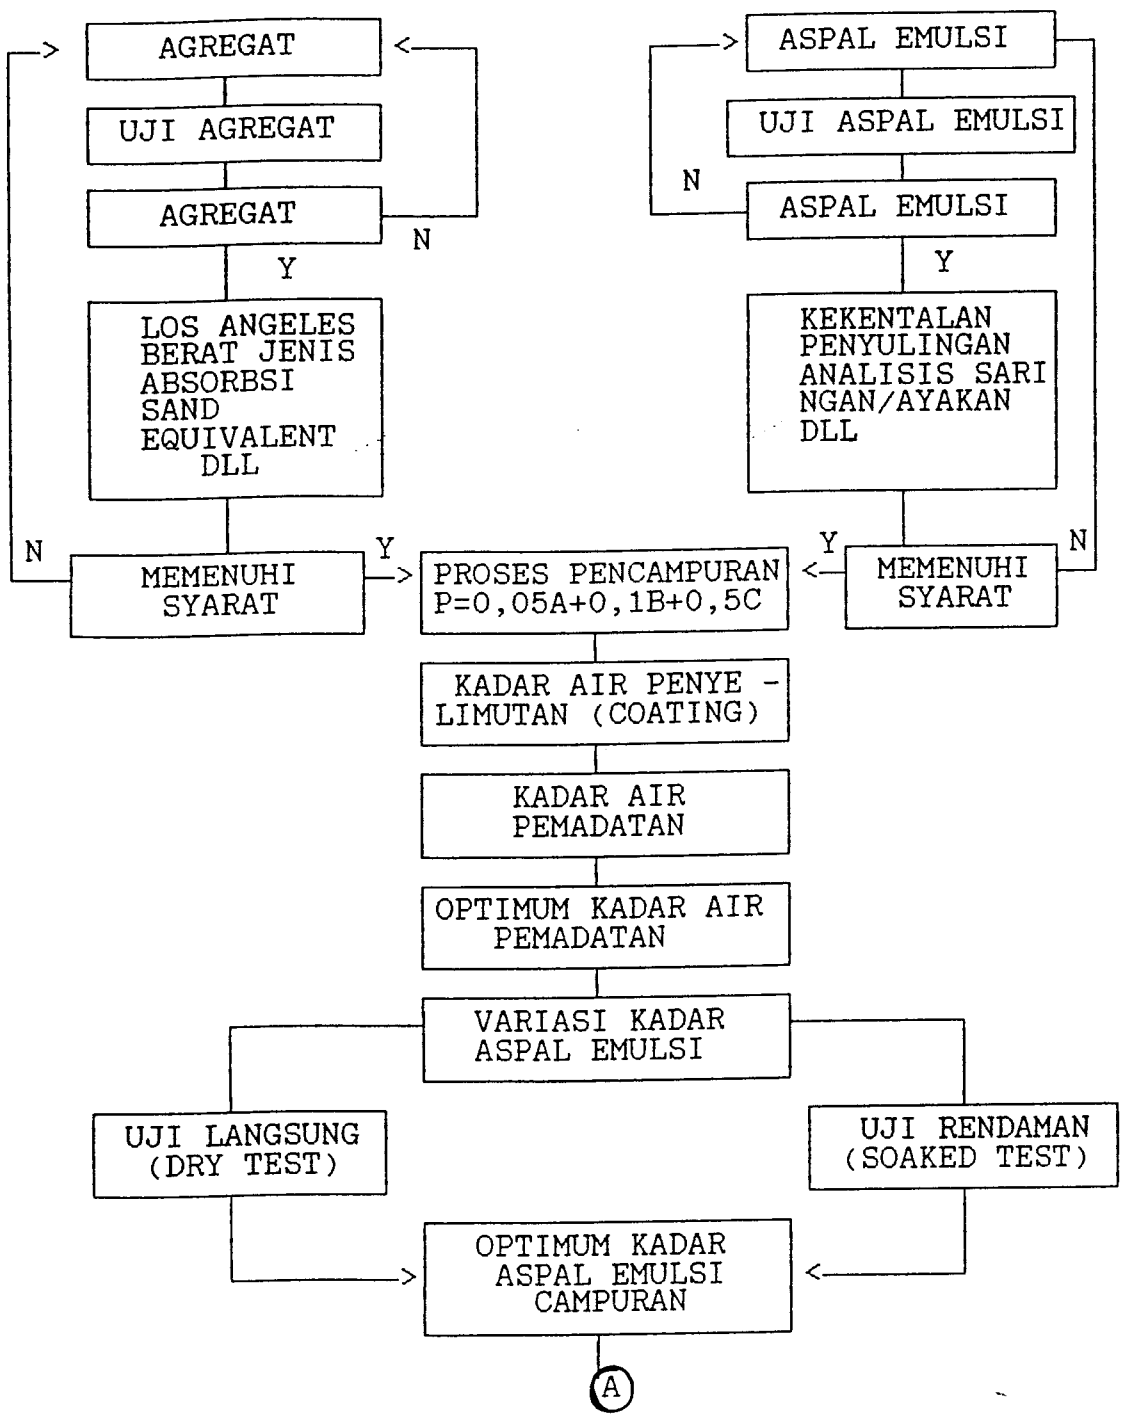 AGREGAT
UJI AGREGAT
AGREGAT
N
Y
LOS ANGELES
BERAT JENIS
ABSORBSI
SAND
EQUIVALENT
DLL
N
MEMENUHI
SYARAT
Y
ASPAL EMULSI
UJI ASPAL EMULSI
N
ASPAL EMULSI
Y
KEKENTALAN
PENYULINGAN
ANALISIS SARI
NGAN/AYAKAN
DLL
Y
MEMENUHI
SYARAT
N
PROSES PENCAMPURAN
P=0,05A+0,1B+0,5C
KADAR AIR PENYE -
LIMUTAN (COATING)
KADAR AIR
PEMADATAN
OPTIMUM KADAR AIR
PEMADATAN
VARIASI KADAR
ASPAL EMULSI
UJI LANGSUNG
(DRY TEST)
UJI RENDAMAN
(SOAKED TEST)
OPTIMUM KADAR
ASPAL EMULSI
CAMPURAN
A